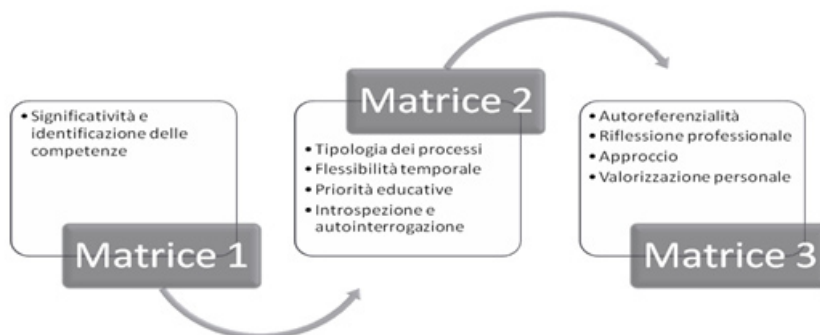 • Significatività e
identificazione delle
competenze
Matrice 1
Matrice 2
• Tipologia dei processi
• Flessibilità temporale
• Priorità educative
• Introspezione e
autointerrogazione
• Autoreferenzialità
• Riflessione professionale
• Approccio
• Valorizzazione personale
Matrice 3